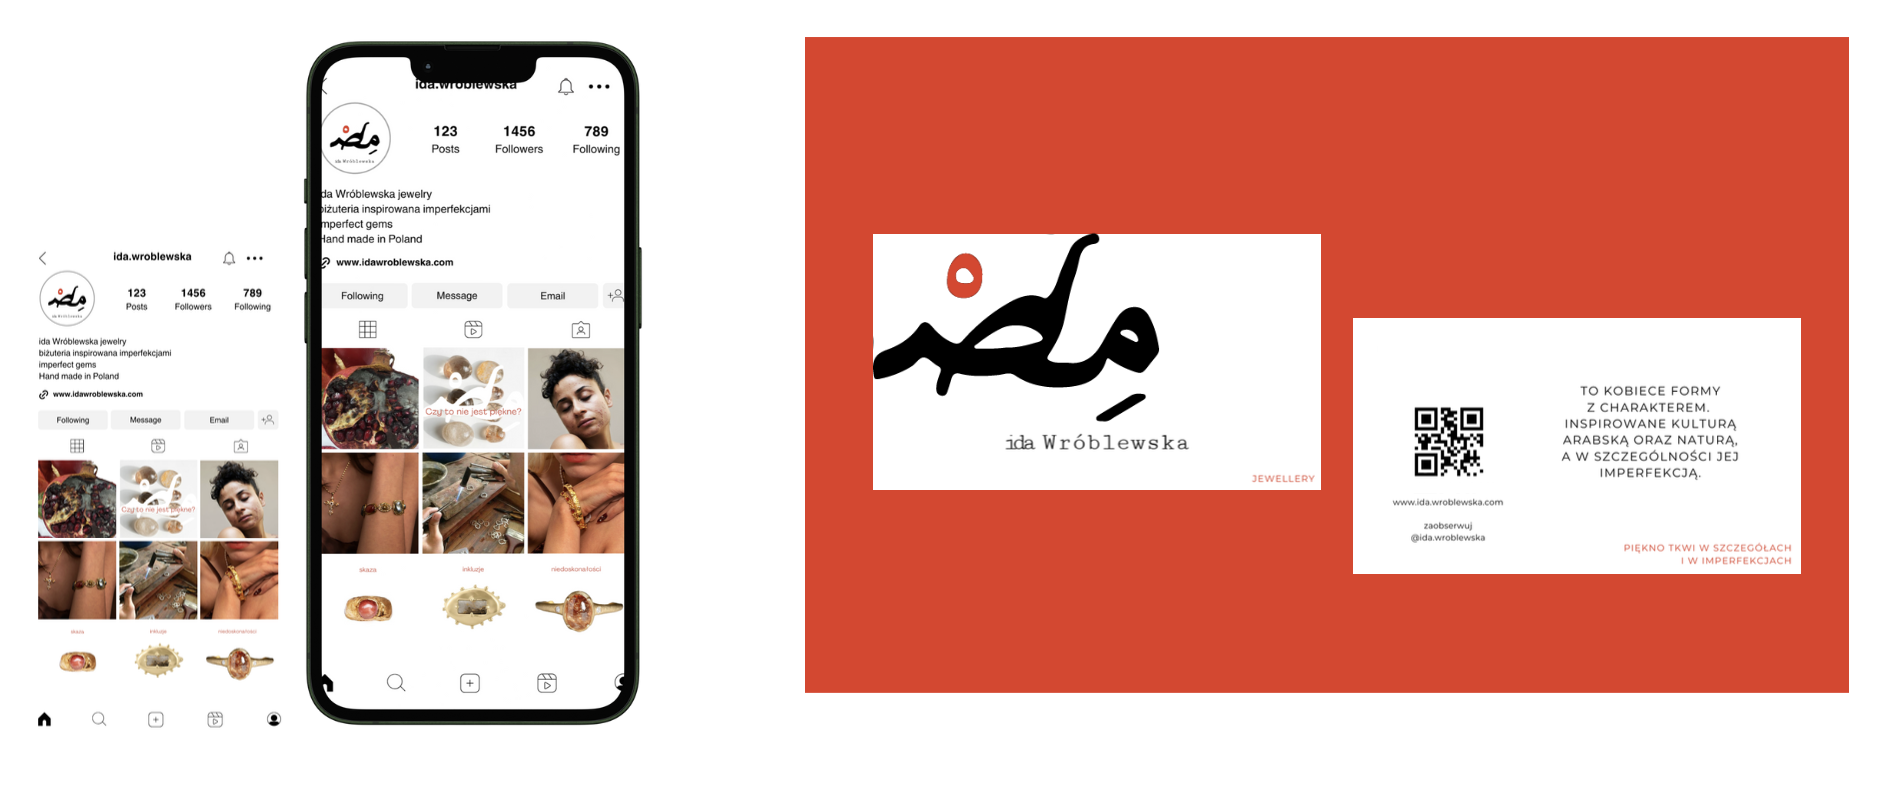 ida.wroblewska
123
1456
789
Posts
Followers
Following
ida Wróblewska jewelry
biżuteria inspirowana imperfekcjami
imperfect gems
Hand made in Poland
www.idawroblewska.com
Following
Message
Email
Czy to nie jest piękne?
skaza
inkluzje
niedoskonałości
ida.wroblewska
123
1456
789
Posts
Followers
Following
ida Wróblewska
da Wróblewska jewelry
biżuteria inspirowana imperfekcjami
mperfect gems
Hand made in Poland
www.idawroblewska.com
Following
Message
Email
Czy to nie jest piękne?
skaza
inkluzje
niedoskonałości
ida Wróblewska
JEWELLERY
TO KOBIECE FORMY
Z CHARAKTEREM.
INSPIROWANE KULTURĄ
ARABSKĄ ORAZ NATURĄ,
A W SZCZEGÓLNOŚCI JEJ
IMPERFEKCJĄ.
www.ida.wroblewska.com
zaobserwuj
@ida.wroblewska
PIĘKNO TKWI W SZCZEGÓŁACH
I W IMPERFEKCJACH